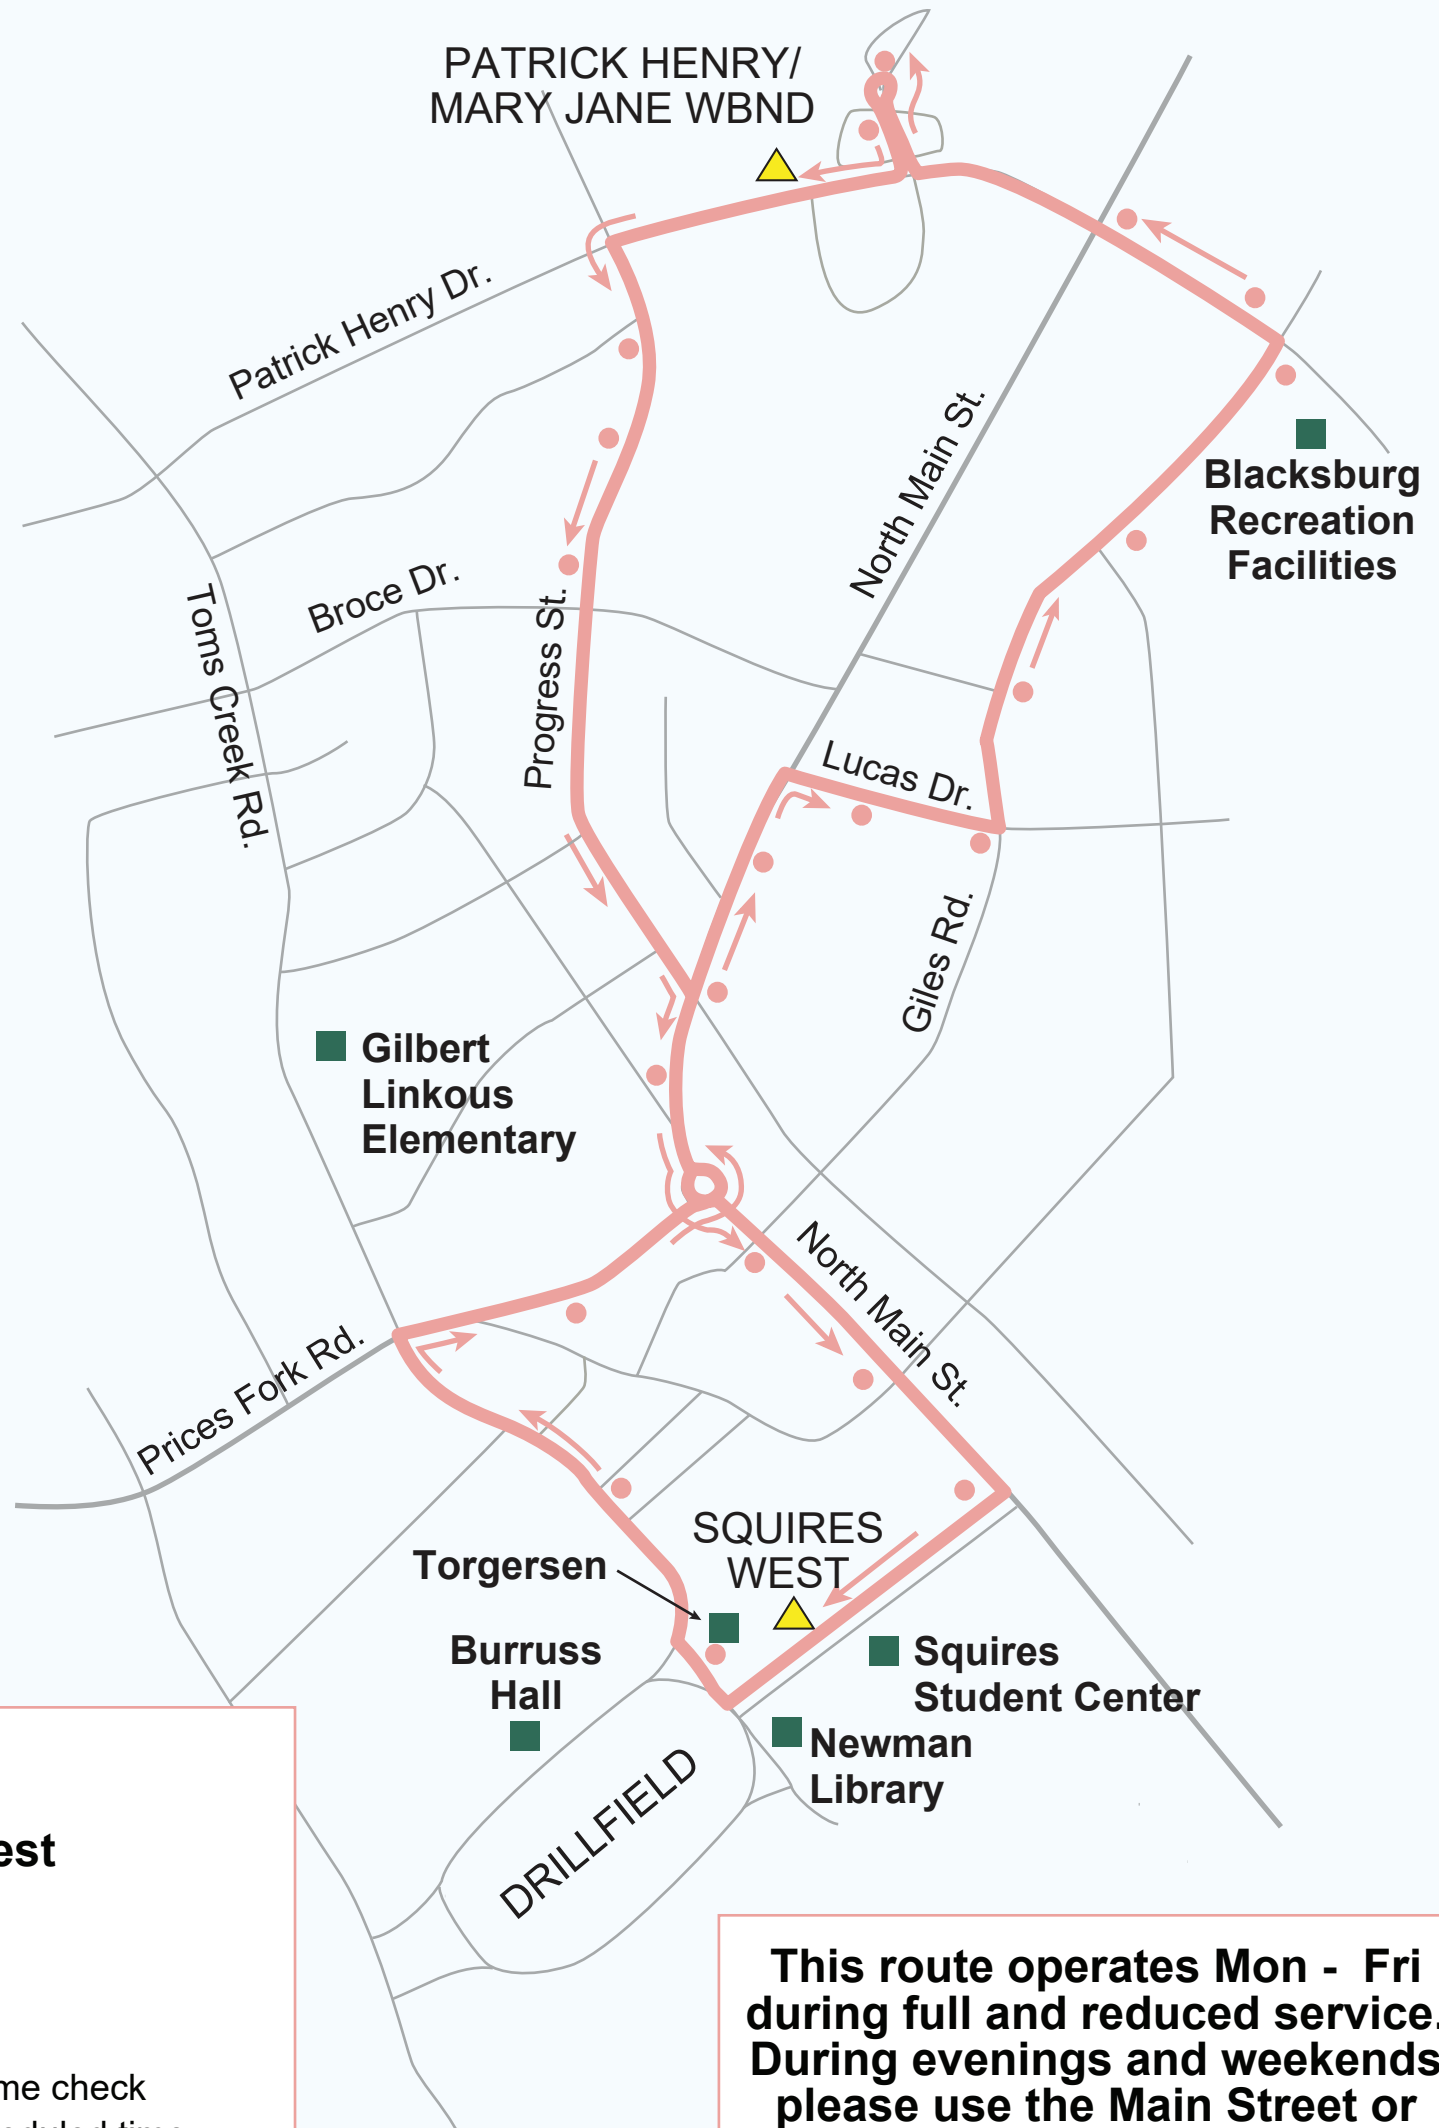 PATRICK HENRY/
MARY JANE WBND
Patrick Henry Dr.
North Main St.
Blacksburg
Recreation
Facilities
Broce Dr.
Toms Creek Rd.
Progress St.
Lucas Dr.
Giles Rd.
Gilbert
Linkous
Elementary
North Main St.
Prices Fork Rd.
SQUIRES
WEST
Torgersen
Burruss
Hall
Squires
Student Center
Newman
Library
DRILLFIELD
est
me check
This route operates Mon - Fri
during full and reduced service.
During evenings and weekends
please use the Main Street or